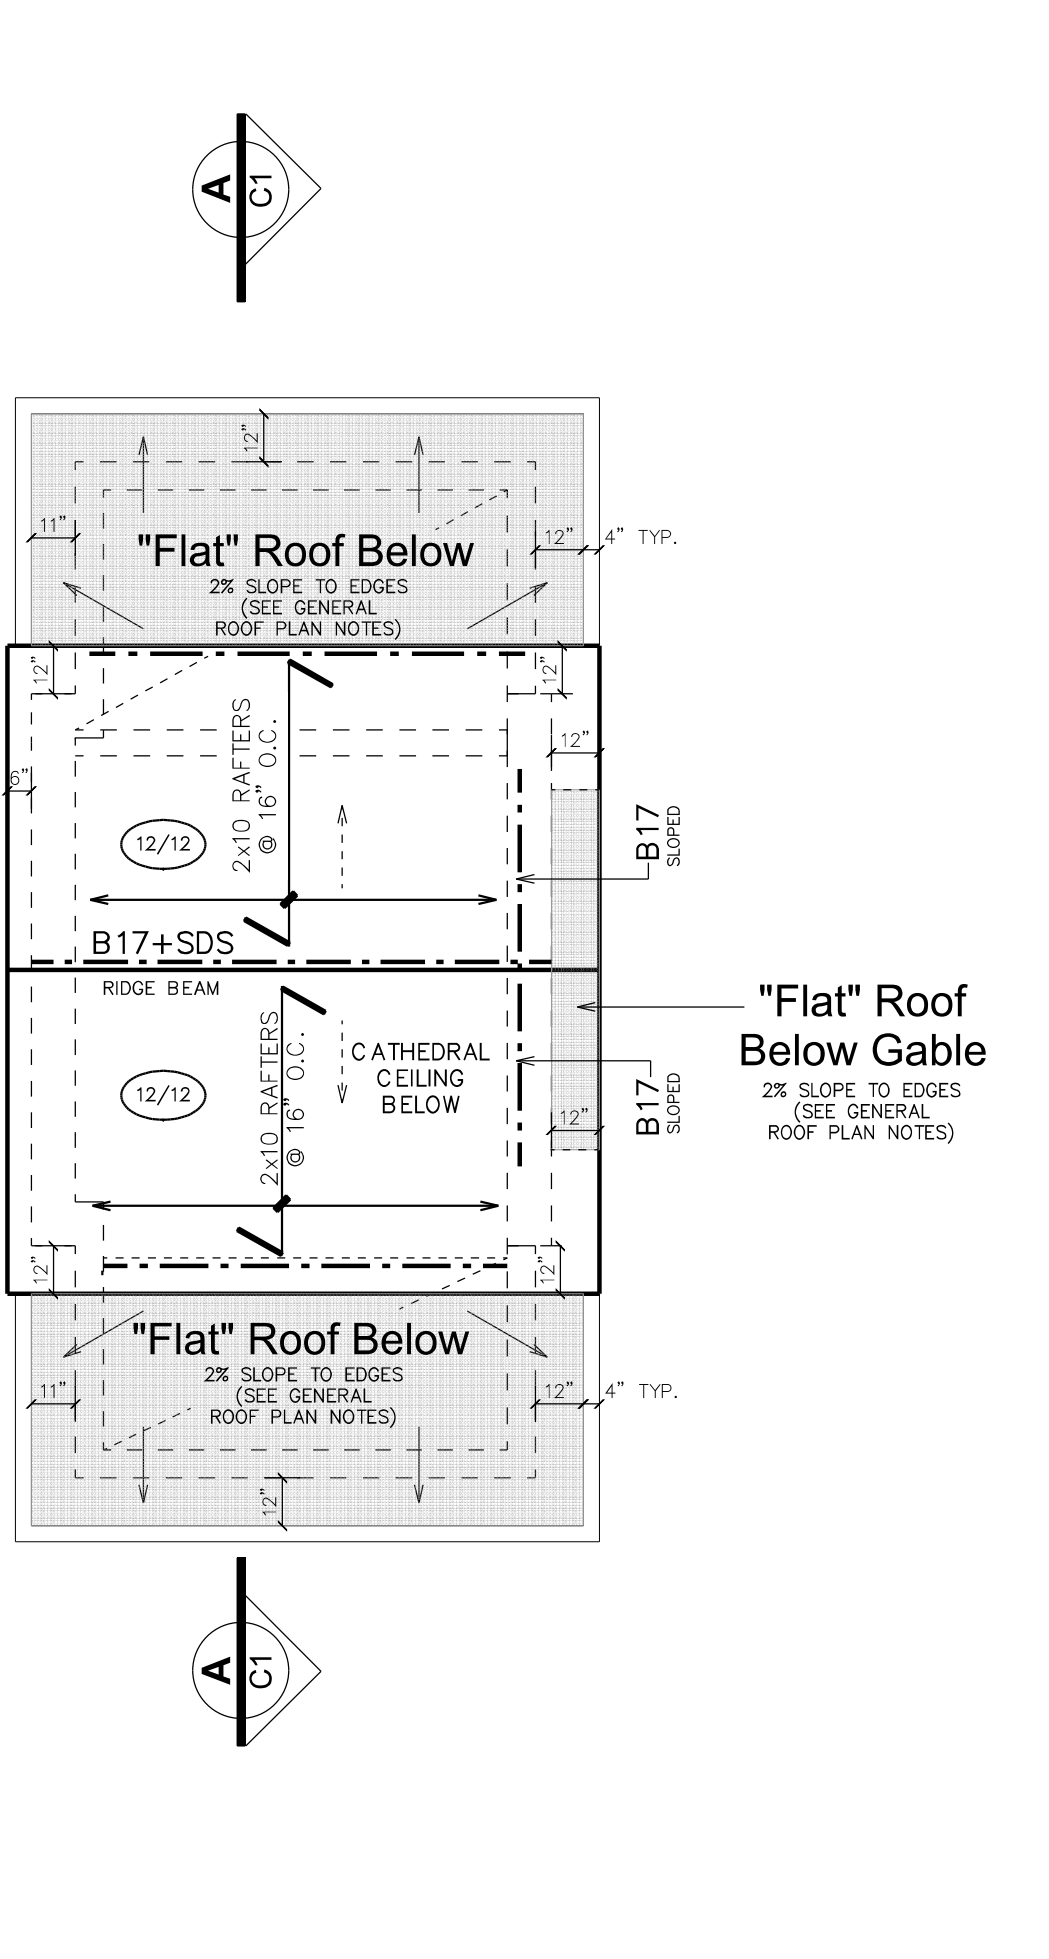 A
C1
12"
11"
"Flat" Roof Below
12"
4" TYP.
2% SLOPE TO EDGES
(SEE GENERAL
ROOF PLAN NOTES)
12"
12"
2x10 RAFTERS
@ 16" O.C.
12"
6"
12/12
B17
SLOPED
B17+SDS
RIDGE BEAM
"Flat" Roof
Below Gable
2% SLOPE TO EDGES
(SEE GENERAL
ROOF PLAN NOTES)
2x10 RAFTERS
@ 16" O.C.
CATHEDRAL
CEILING
BELOW
12/12
B17
SLOPED
12"
12"
12"
"Flat" Roof Below
2% SLOPE TO EDGES
(SEE GENERAL
ROOF PLAN NOTES)
11"
12"
4" TYP.
12"
A
C1